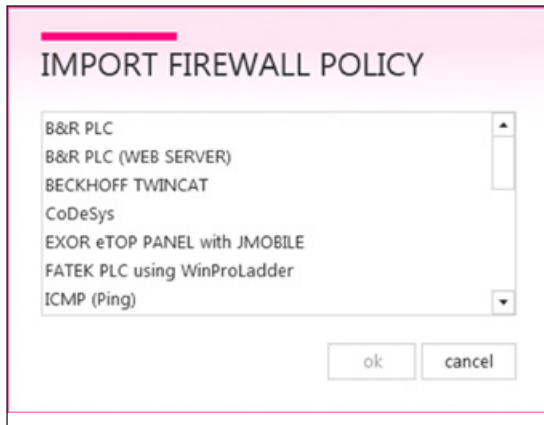 IMPORT FIREWALL POLICY
B&R PLC
B&R PLC (WEB SERVER)
BECKHOFF TWINCAT
CoDeSys
EXOR eTOP PANEL with JMOBILE
FATEK PLC using WinProLadder
ICMP (Ping)
ok cancel